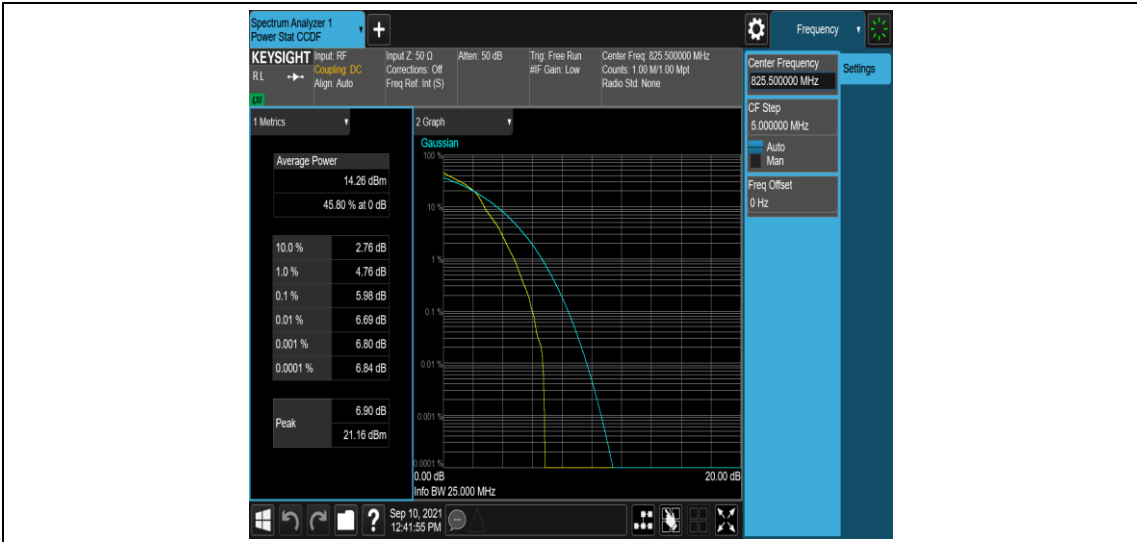 Spectrum Analyzer 1
Power Stat CCDF
+
Frequency
KEYSIGHT
RL
LXI
Input: RF
Coupling: DC
Align: Auto
Input Z: 50 Ω
Corrections: Off
Freq Ref: Int (S)
Atten: 50 dB
Trig: Free Run
#IF Gain: Low
Center Freq: 825.500000 MHz
Counts: 1.00 M/1.00 Mpt
Radio Std: None
Center Frequency
825.500000 MHz
Settings
CF Step
5.000000 MHz
Auto
Man
Freq Offset
0 Hz
1 Metrics
Average Power
14.26 dBm
45.80 % at 0 dB
10.0 % 2.76 dB
1.0 % 4.76 dB
0.1 % 5.98 dB
0.01 % 6.69 dB
0.001 % 6.80 dB
0.0001 % 6.84 dB
Peak
6.90 dB
21.16 dBm
2 Graph
Gaussian
100 %
10 %
1 %
0.1 %
0.01 %
0.001 %
0.0001 %
0.00 dB 20.00 dB
Info BW 25.000 MHz
?
Sep 10, 2021
12:41:55 PM